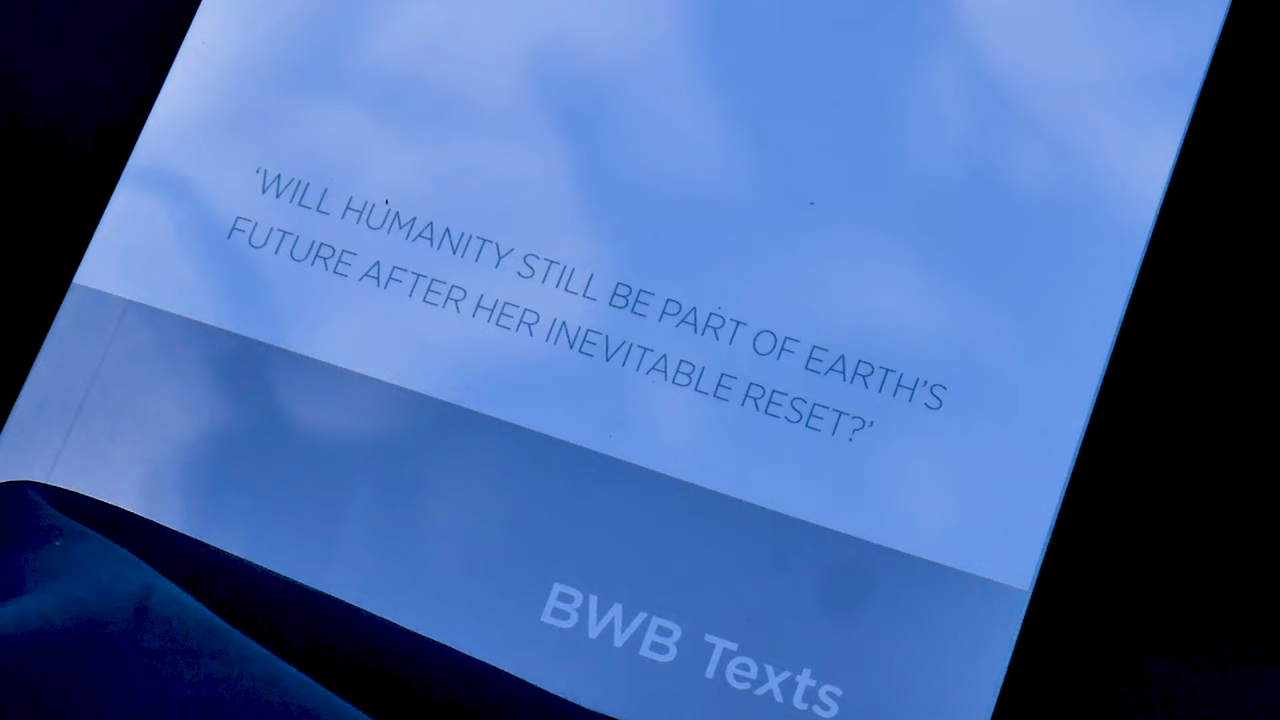 ‘WILL HUMANITY STILL BE PART OF EARTH’S
FUTURE AFTER HER INEVITABLE RESET?’
BWB Texts